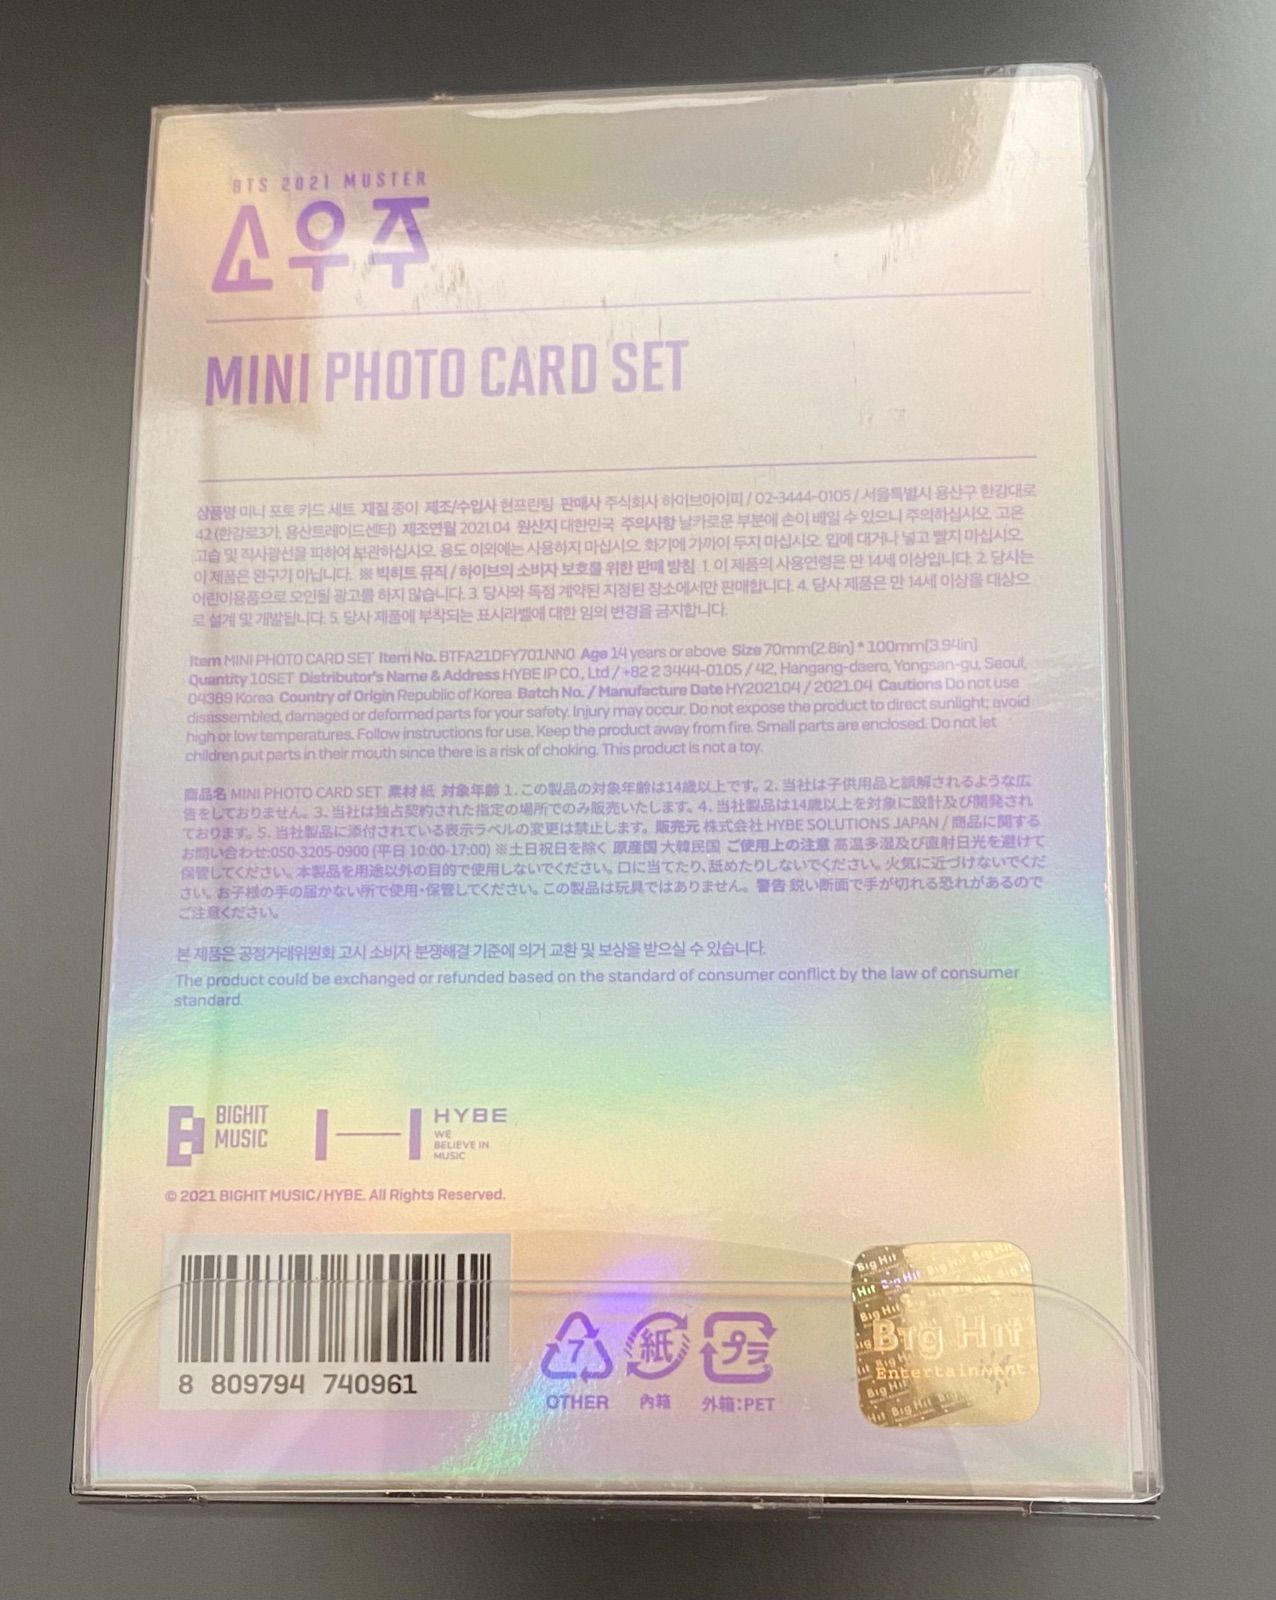 BTS 2021 MUSTER
소우주
MINI PHOTO CARD SET
상품명 미니 포토 카드 세트 재질 종이 제조/수입사 현프린팅 판매사 주식회사 하이브아이피 / 02-3444-0105 / 서울특별시 용산구 한강대로
42 (한강로3가, 용산트레이드센터) 제조연월 2021.04 원산지 대한민국 주의사항 날카로운 부분에 손이 베일 수 있으니 주의하십시오. 고온
고습 및 직사광선을 피하여 보관하십시오. 용도 이외에는 사용하지 마십시오. 화기에 가까이 두지 마십시오. 입에 대거나 넣고 빨지 마십시오.
이 제품은 완구가 아닙니다. ※ 빅히트 뮤직 / 하이브의 소비자 보호를 위한 판매 방침 1. 이 제품의 사용연령은 만 14세 이상입니다. 2. 당사는
어린이용품으로 오인될 광고를 하지 않습니다. 3. 당사와 독점 계약된 지정된 장소에서만 판매합니다. 4. 당사 제품은 만 14세 이상을 대상으
로 설계 및 개발됩니다. 5. 당사 제품에 부착되는 표시라벨에 대한 임의 변경을 금지합니다.
Item MINI PHOTO CARD SET Item No. BTFA21DFY701NN0 Age 14 years or above Size 70mm(2.8in) * 100mm(3.94in)
Quantity 10SET Distributor's Name & Address HYBE IP CO., Ltd / +82 2 3444-0105 / 42, Hangang-daero, Yongsan-gu, Seoul,
04389 Korea Country of Origin Republic of Korea Batch No. / Manufacture Date HY202104 / 2021.04 Cautions Do not use
disassembled, damaged or deformed parts for your safety. Injury may occur. Do not expose the product to direct sunlight; avoid
high or low temperatures. Follow instructions for use. Keep the product away from fire. Small parts are enclosed. Do not let
children put parts in their mouth since there is a risk of choking. This product is not a toy.
商品名 MINI PHOTO CARD SET 素材 紙 対象年齢 1. この製品の対象年齢は14歳以上です。 2. 当社は子供用品と誤解されるような広
告をしておりません。 3. 当社は独占契約された指定の場所でのみ販売いたします。 4. 当社製品は14歳以上を対象に設計及び開発され
ております。 5. 当社製品に添付されている表示ラベルの変更は禁止します。 販売元 株式会社 HYBE SOLUTIONS JAPAN / 商品に関する
お問い合わせ:050-3205-0900 (平日 10:00-17:00) ※土日祝日を除く 原産国 大韓民国 ご使用上の注意 高温多湿及び直射日光を避けて
保管してください。本製品を用途以外の目的で使用しないでください。口に当てたり、舐めたりしないでください。火気に近づけないでくだ
さい。お子様の手の届かない所で使用・保管してください。この製品は玩具ではありません。 警告 鋭い断面で手が切れる恐れがあるので
ご注意ください。
본 제품은 공정거래위원회 고시 소비자 분쟁해결 기준에 의거 교환 및 보상을 받으실 수 있습니다.
The product could be exchanged or refunded based on the standard of consumer conflict by the law of consumer
standard.
BIGHIT
MUSIC
HYBE
WE
BELIEVE IN
MUSIC
© 2021 BIGHIT MUSIC/HYBE. All Rights Reserved.
8 809794 740961
7
OTHER
紙
内箱
プラ
外箱:PET
Big Hit
Entertainment